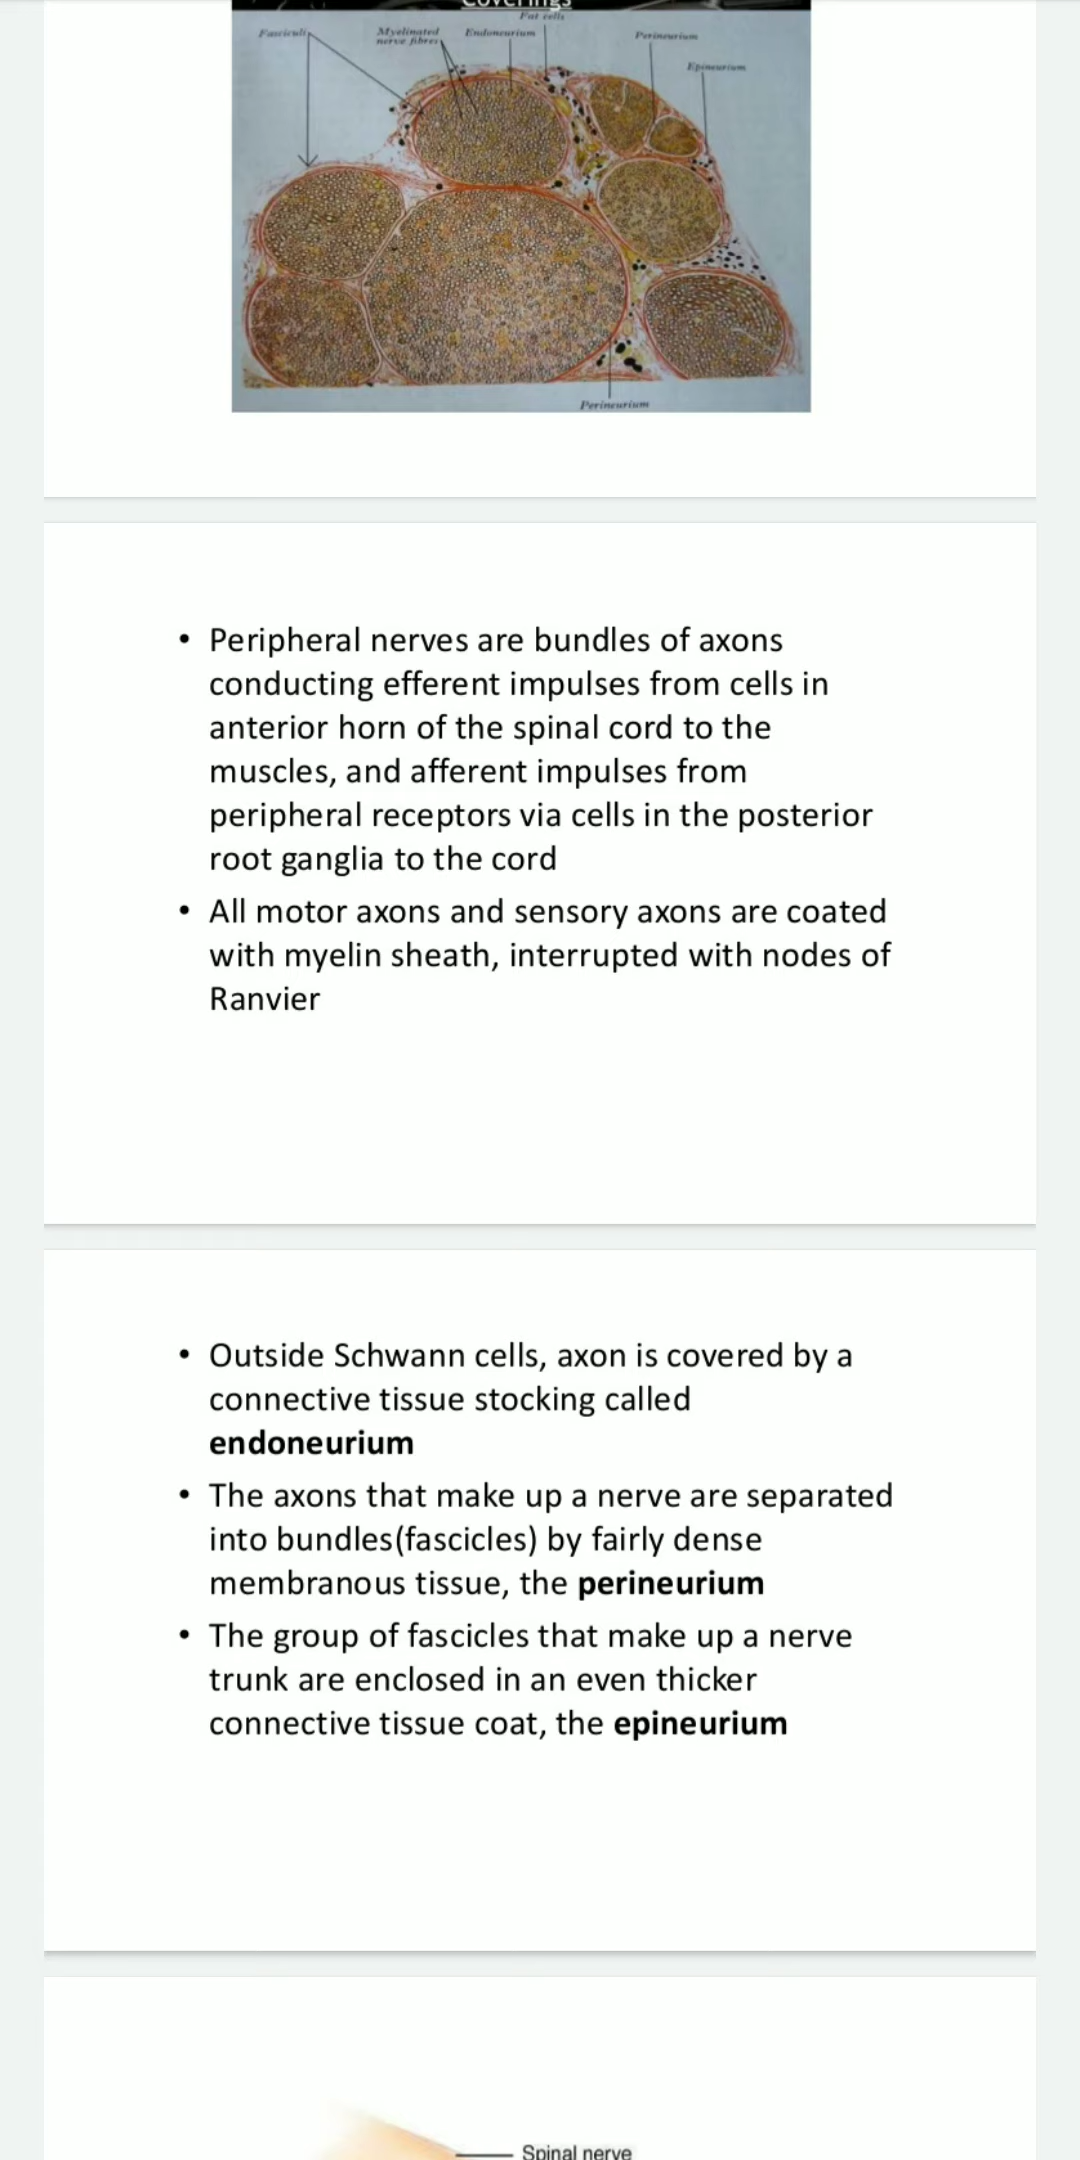 Coverings
Fat cells
Fasciculi
Myelinated
nerve fibres
Endoneurium
Perineurium
Epineurium
Perineurium
• Peripheral nerves are bundles of axons
conducting efferent impulses from cells in
anterior horn of the spinal cord to the
muscles, and afferent impulses from
peripheral receptors via cells in the posterior
root ganglia to the cord
• All motor axons and sensory axons are coated
with myelin sheath, interrupted with nodes of
Ranvier
• Outside Schwann cells, axon is covered by a
connective tissue stocking called
endoneurium
• The axons that make up a nerve are separated
into bundles(fascicles) by fairly dense
membranous tissue, the perineurium
• The group of fascicles that make up a nerve
trunk are enclosed in an even thicker
connective tissue coat, the epineurium
Spinal nerve